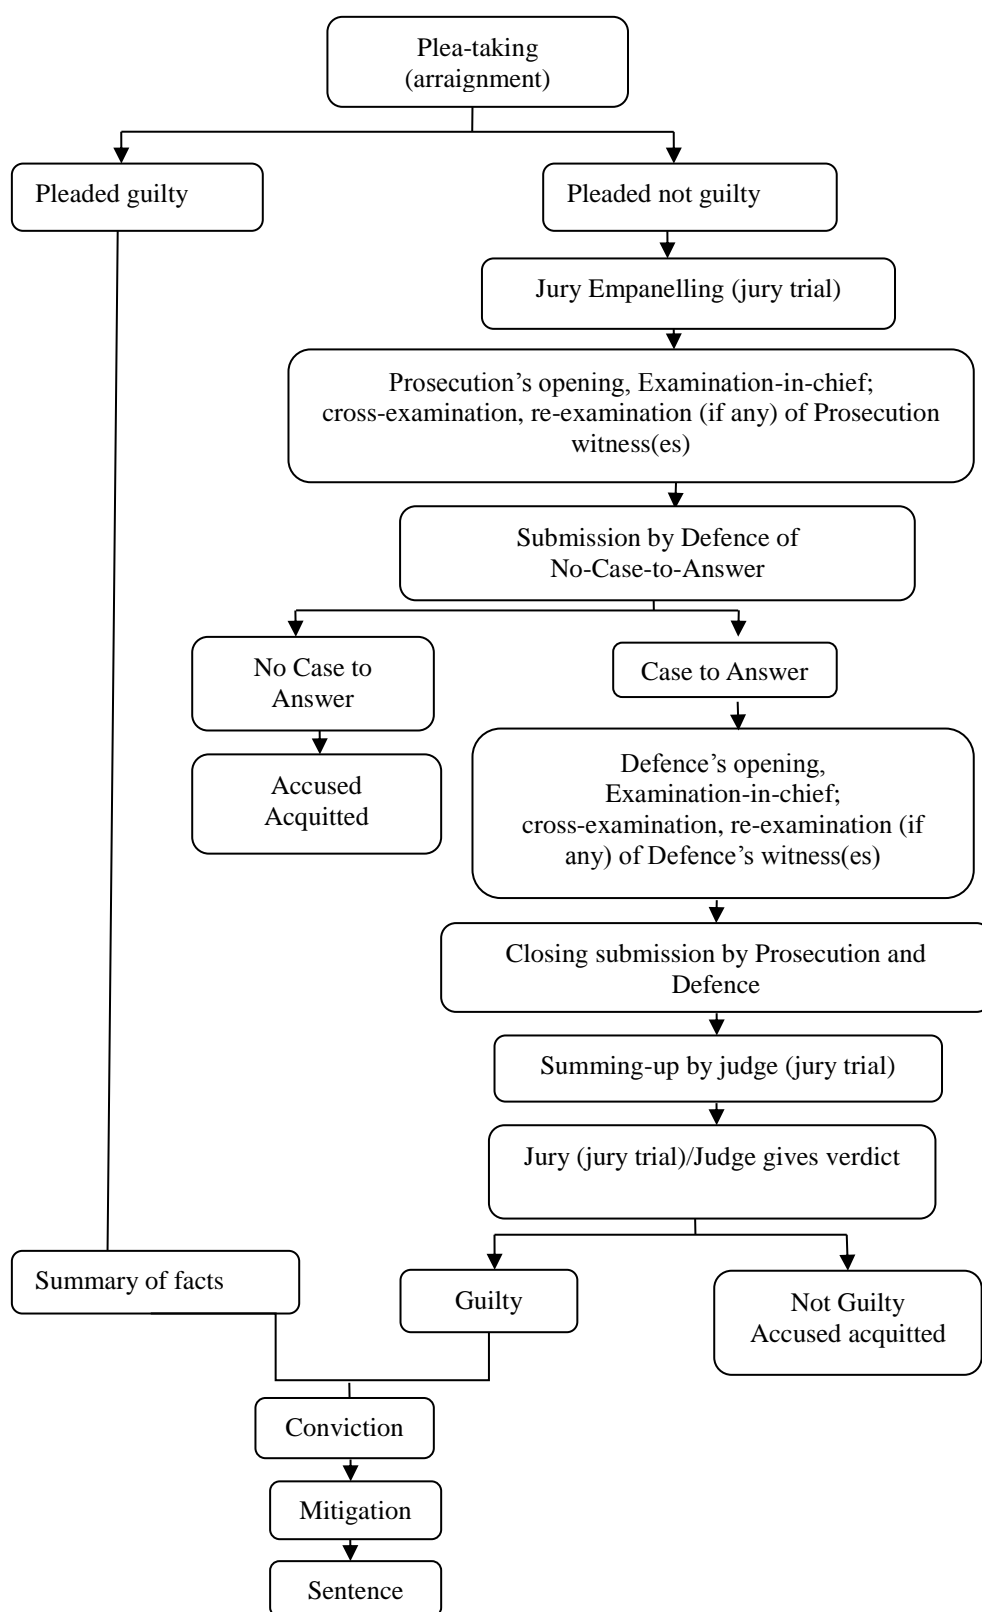 Plea-taking
(arraignment)
Pleaded guilty
Pleaded not guilty
Jury Empanelling (jury trial)
Prosecution’s opening, Examination-in-chief;
cross-examination, re-examination (if any) of Prosecution
witness(es)
Submission by Defence of
No-Case-to-Answer
No Case to
Answer
Case to Answer
Accused
Acquitted
Defence’s opening,
Examination-in-chief;
cross-examination, re-examination (if
any) of Defence’s witness(es)
Closing submission by Prosecution and
Defence
Summing-up by judge (jury trial)
Jury (jury trial)/Judge gives verdict
Summary of facts
Guilty
Not Guilty
Accused acquitted
Conviction
Mitigation
Sentence